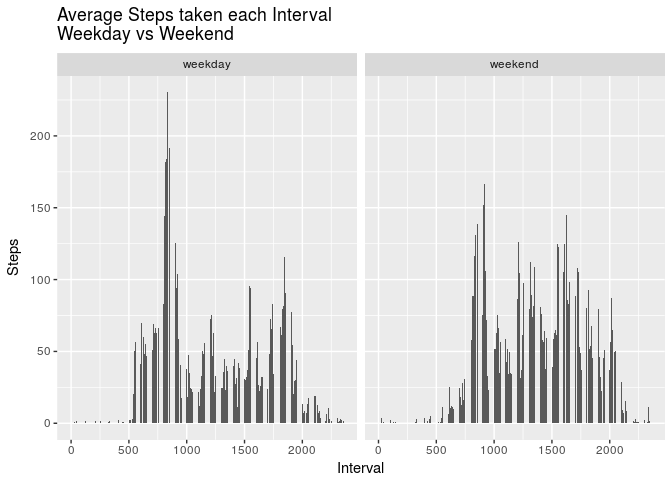 Average Steps taken each Interval
Weekday vs Weekend
weekday
weekend
200
150
100
50
0
Steps
0 500 1000 1500 2000
0 500 1000 1500 2000
Interval